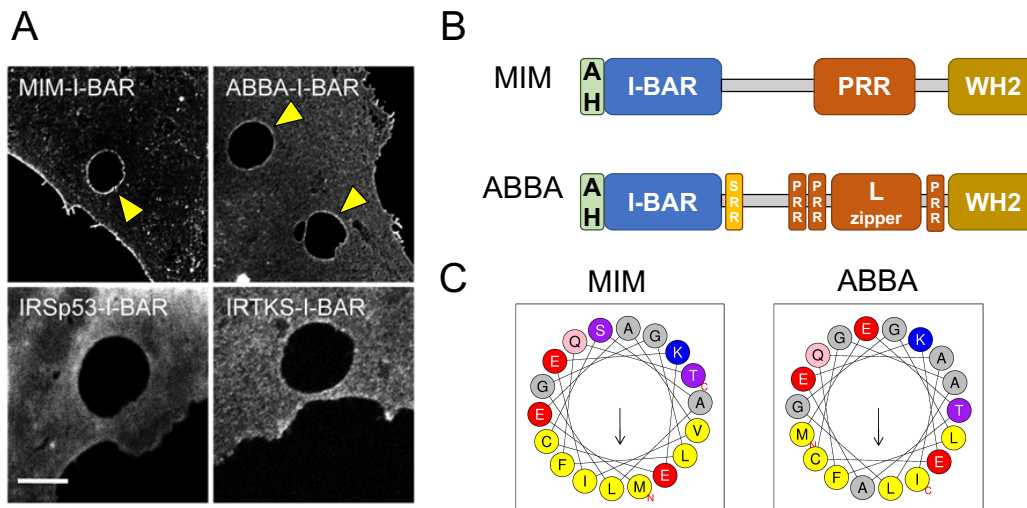 A
MIM-I-BAR
ABBA-I-BAR
IRSp53-I-BAR
IRTKS-I-BAR
B
MIM
A
H
I-BAR
PRR
WH2
ABBA
A
H
I-BAR
S
R
R
P
R
R
P
R
R
L
zipper
P
R
R
WH2
C
MIM
S
A
G
K
T
C
A
V
L
E
M
N
L
I
F
C
E
G
E
Q
ABBA
E
G
K
A
A
T
L
E
I
C
L
A
F
C
M
N
G
E
Q
G